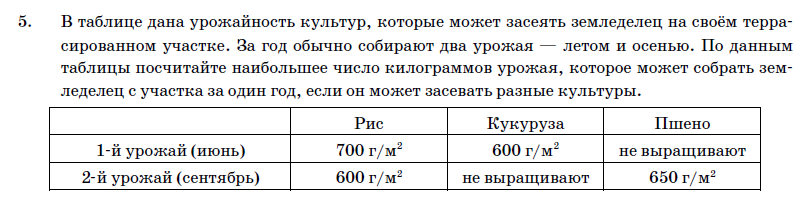 5. В таблице дана урожайность культур, которые может засеять земледелец на своём терра-
сированном участке. За год обычно собирают два урожая — летом и осенью. По данным
таблицы посчитайте наибольшее число килограммов урожая, которое может собрать зем-
леделец с участка за один год, если он может засевать разные культуры.
Рис Кукуруза Пшено
1-й урожай (июнь) 700 г/м² 600 г/м² не выращивают
2-й урожай (сентябрь) 600 г/м² не выращивают 650 г/м²